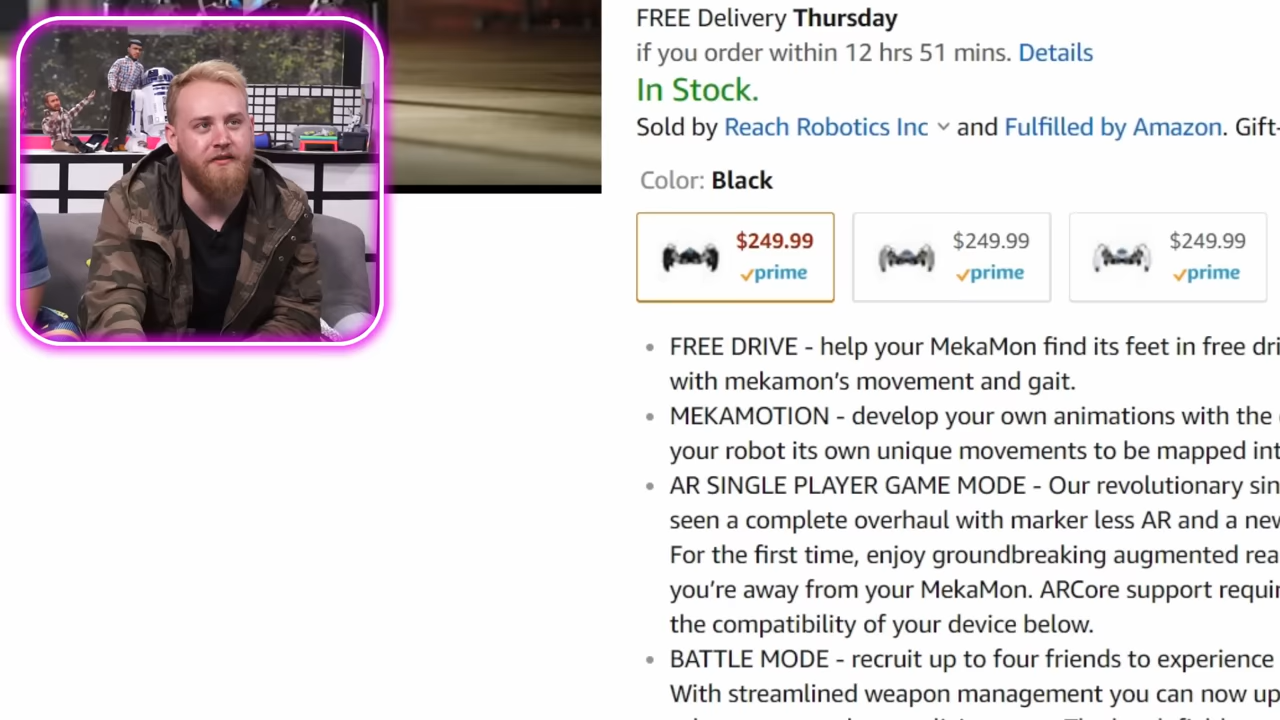 FREE Delivery Thursday
if you order within 12 hrs 51 mins. Details
In Stock.
Sold by Reach Robotics Inc and Fulfilled by Amazon. Gift-
Color: Black
$249.99
prime
$249.99
prime
$249.99
prime
FREE DRIVE - help your MekaMon find its feet in free dri
with mekamon's movement and gait.
MEKAMOTION - develop your own animations with the
your robot its own unique movements to be mapped int
AR SINGLE PLAYER GAME MODE - Our revolutionary sin
seen a complete overhaul with marker less AR and a new
For the first time, enjoy groundbreaking augmented rea
you're away from your MekaMon. ARCore support requir
the compatibility of your device below.
BATTLE MODE - recruit up to four friends to experience
With streamlined weapon management you can now up